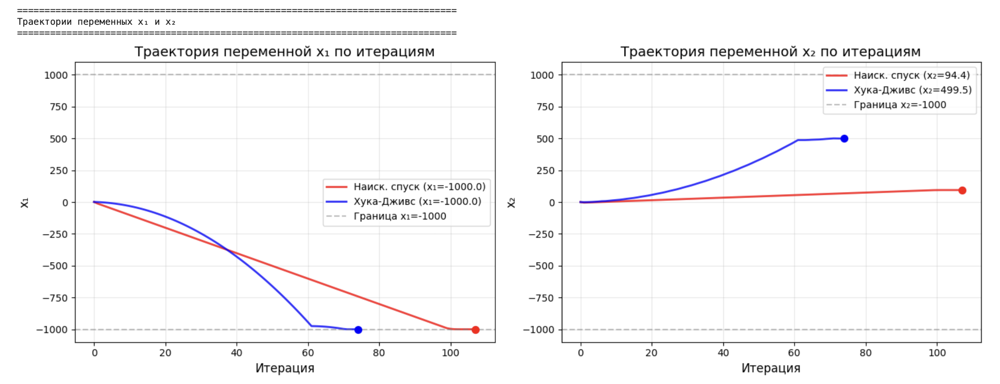 ================================================================================
Траектории переменных x₁ и x₂
================================================================================
Траектория переменной x₁ по итерациям
1000
750
500
250
0
−250
−500
−750
−1000
x₁
Наиск. спуск (x₁=-1000.0)
Хука-Дживс (x₁=-1000.0)
Граница x₁=-1000
0 20 40 60 80 100
Итерация
Траектория переменной x₂ по итерациям
1000
750
500
250
0
−250
−500
−750
−1000
x₂
Наиск. спуск (x₂=94.4)
Хука-Дживс (x₂=499.5)
Граница x₂=-1000
0 20 40 60 80 100
Итерация